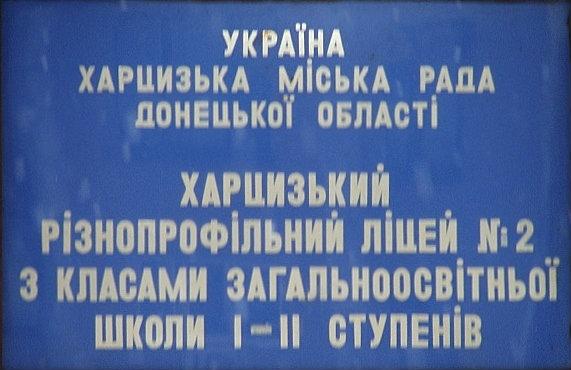 УКРАЇНА
ХАРЦИЗЬКА МІСЬКА РАДА
ДОНЕЦЬКОЇ ОБЛАСТІ
ХАРЦИЗЬКИЙ
РІЗНОПРОФІЛЬНИЙ ЛІЦЕЙ №2
З КЛАСАМИ ЗАГАЛЬНООСВІТНЬОЇ
ШКОЛИ І–ІІ СТУПЕНІВ